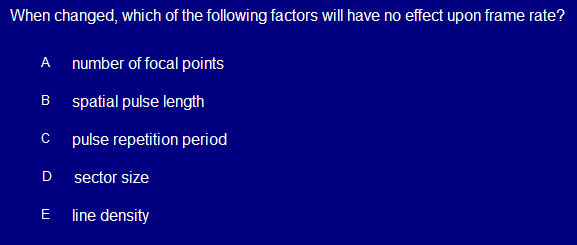 When changed, which of the following factors will have no effect upon frame rate?
A number of focal points
B spatial pulse length
C pulse repetition period
D sector size
E line density